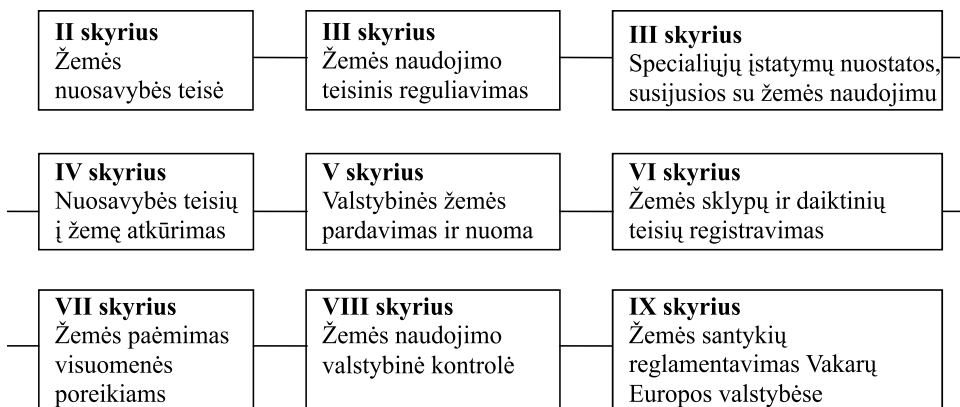 II skyrius
Žemės
nuosavybės teisė
III skyrius
Žemės naudojimo
teisinis reguliavimas
III skyrius
Specialiųjų įstatymų nuostatos,
susijusios su žemės naudojimu
IV skyrius
Nuosavybės teisių
į žemę atkūrimas
V skyrius
Valstybinės žemės
pardavimas ir nuoma
VI skyrius
Žemės sklypų ir daiktinių
teisių registravimas
VII skyrius
Žemės paėmimas
visuomenės
poreikiams
VIII skyrius
Žemės naudojimo
valstybinė kontrolė
IX skyrius
Žemės santykių
reglamentavimas Vakarų
Europos valstybėse